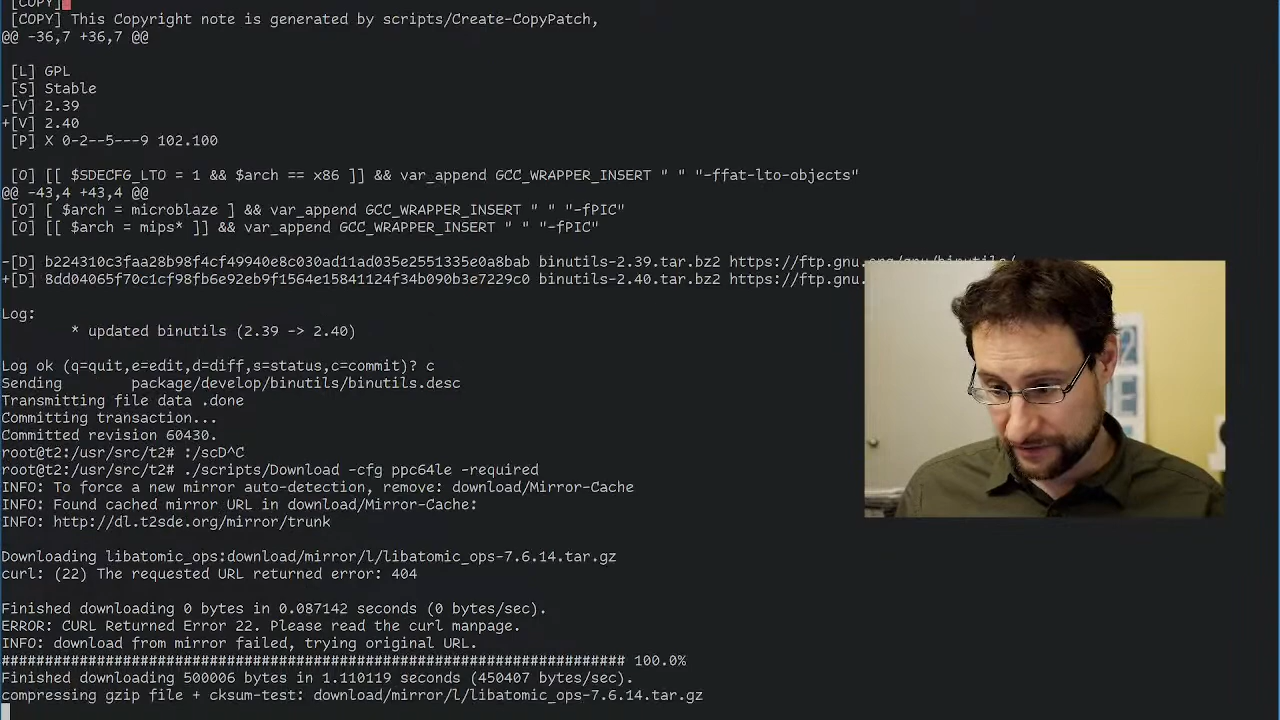 [COPY]
[COPY] This Copyright note is generated by scripts/Create-CopyPatch,
@@ -36,7 +36,7 @@
[L] GPL
[S] Stable
-[V] 2.39
+[V] 2.40
[P] X 0-2--5---9 102.100
[O] [[ $SDECFG_LTO = 1 && $arch == x86 ]] && var_append GCC_WRAPPER_INSERT " " "-ffat-lto-objects"
@@ -43,4 +43,4 @@
[O] [ $arch = microblaze ] && var_append GCC_WRAPPER_INSERT " " "-fPIC"
[O] [[ $arch = mips* ]] && var_append GCC_WRAPPER_INSERT " " "-fPIC"
-[D] b224310c3faa28b98f4cf49940e8c030ad11ad035e2551335e0a8bab binutils-2.39.tar.bz2 https://ftp.gnu.org/gnu/binutils/
+[D] 8dd04065f70c1cf98fb6e92eb9f1564e15841124f34b090b3e7229c0 binutils-2.40.tar.bz2 https://ftp.gnu.
Log:
* updated binutils (2.39 -> 2.40)
Log ok (q=quit,e=edit,d=diff,s=status,c=commit)? c
Sending package/develop/binutils/binutils.desc
Transmitting file data .done
Committing transaction...
Committed revision 60430.
root@t2:/usr/src/t2# :/scD^C
root@t2:/usr/src/t2# ./scripts/Download -cfg ppc64le -required
INFO: To force a new mirror auto-detection, remove: download/Mirror-Cache
INFO: Found cached mirror URL in download/Mirror-Cache:
INFO: http://dl.t2sde.org/mirror/trunk
Downloading libatomic_ops:download/mirror/l/libatomic_ops-7.6.14.tar.gz
curl: (22) The requested URL returned error: 404
Finished downloading 0 bytes in 0.087142 seconds (0 bytes/sec).
ERROR: CURL Returned Error 22. Please read the curl manpage.
INFO: download from mirror failed, trying original URL.
######################################################################## 100.0%
Finished downloading 500006 bytes in 1.110119 seconds (450407 bytes/sec).
compressing gzip file + cksum-test: download/mirror/l/libatomic_ops-7.6.14.tar.gz